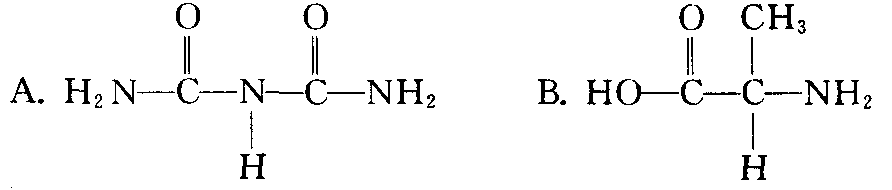 O O O CH₃
A. H₂N—C—N—C—NH₂ B. HO—C—C—NH₂
H H